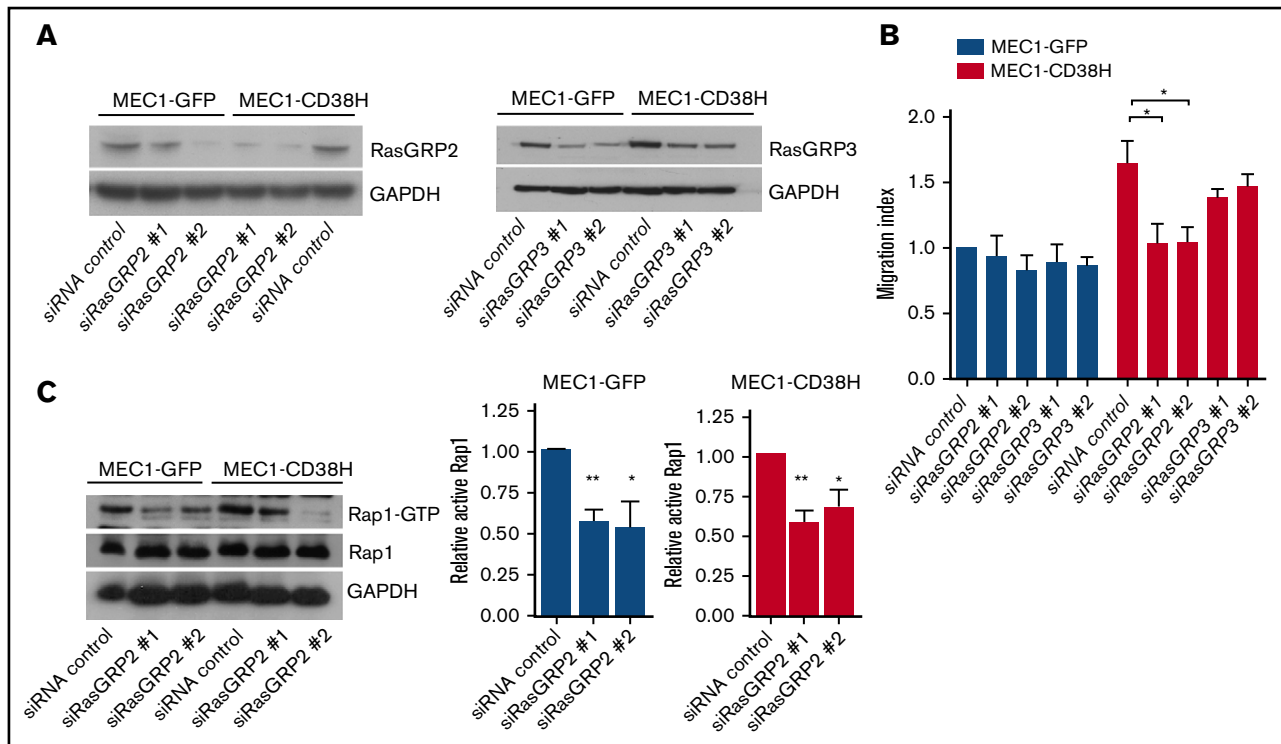 A
MEC1-GFP MEC1-CD38H
RasGRP2
GAPDH
siRNA control
siRasGRP2 #1
siRasGRP2 #2
siRasGRP2 #1
siRasGRP2 #2
siRNA control
MEC1-GFP MEC1-CD38H
RasGRP3
GAPDH
siRNA control
siRasGRP3 #1
siRasGRP3 #2
siRNA control
siRasGRP3 #1
siRasGRP3 #2
B
MEC1-GFP
MEC1-CD38H
Migration index
2.0
1.5
1.0
0.5
0.0
*
*
siRNA control
siRasGRP2 #1
siRasGRP2 #2
siRasGRP3 #1
siRasGRP3 #2
siRNA control
siRasGRP2 #1
siRasGRP2 #2
siRasGRP3 #1
siRasGRP3 #2
C
MEC1-GFP MEC1-CD38H
Rap1-GTP
Rap1
GAPDH
siRNA control
siRasGRP2 #1
siRasGRP2 #2
siRNA control
siRasGRP2 #1
siRasGRP2 #2
MEC1-GFP
Relative active Rap1
1.25
1.00
0.75
0.50
0.25
0.00
** *
siRNA control
siRasGRP2 #1
siRasGRP2 #2
MEC1-CD38H
Relative active Rap1
1.25
1.00
0.75
0.50
0.25
0.00
** *
siRNA control
siRasGRP2 #1
siRasGRP2 #2